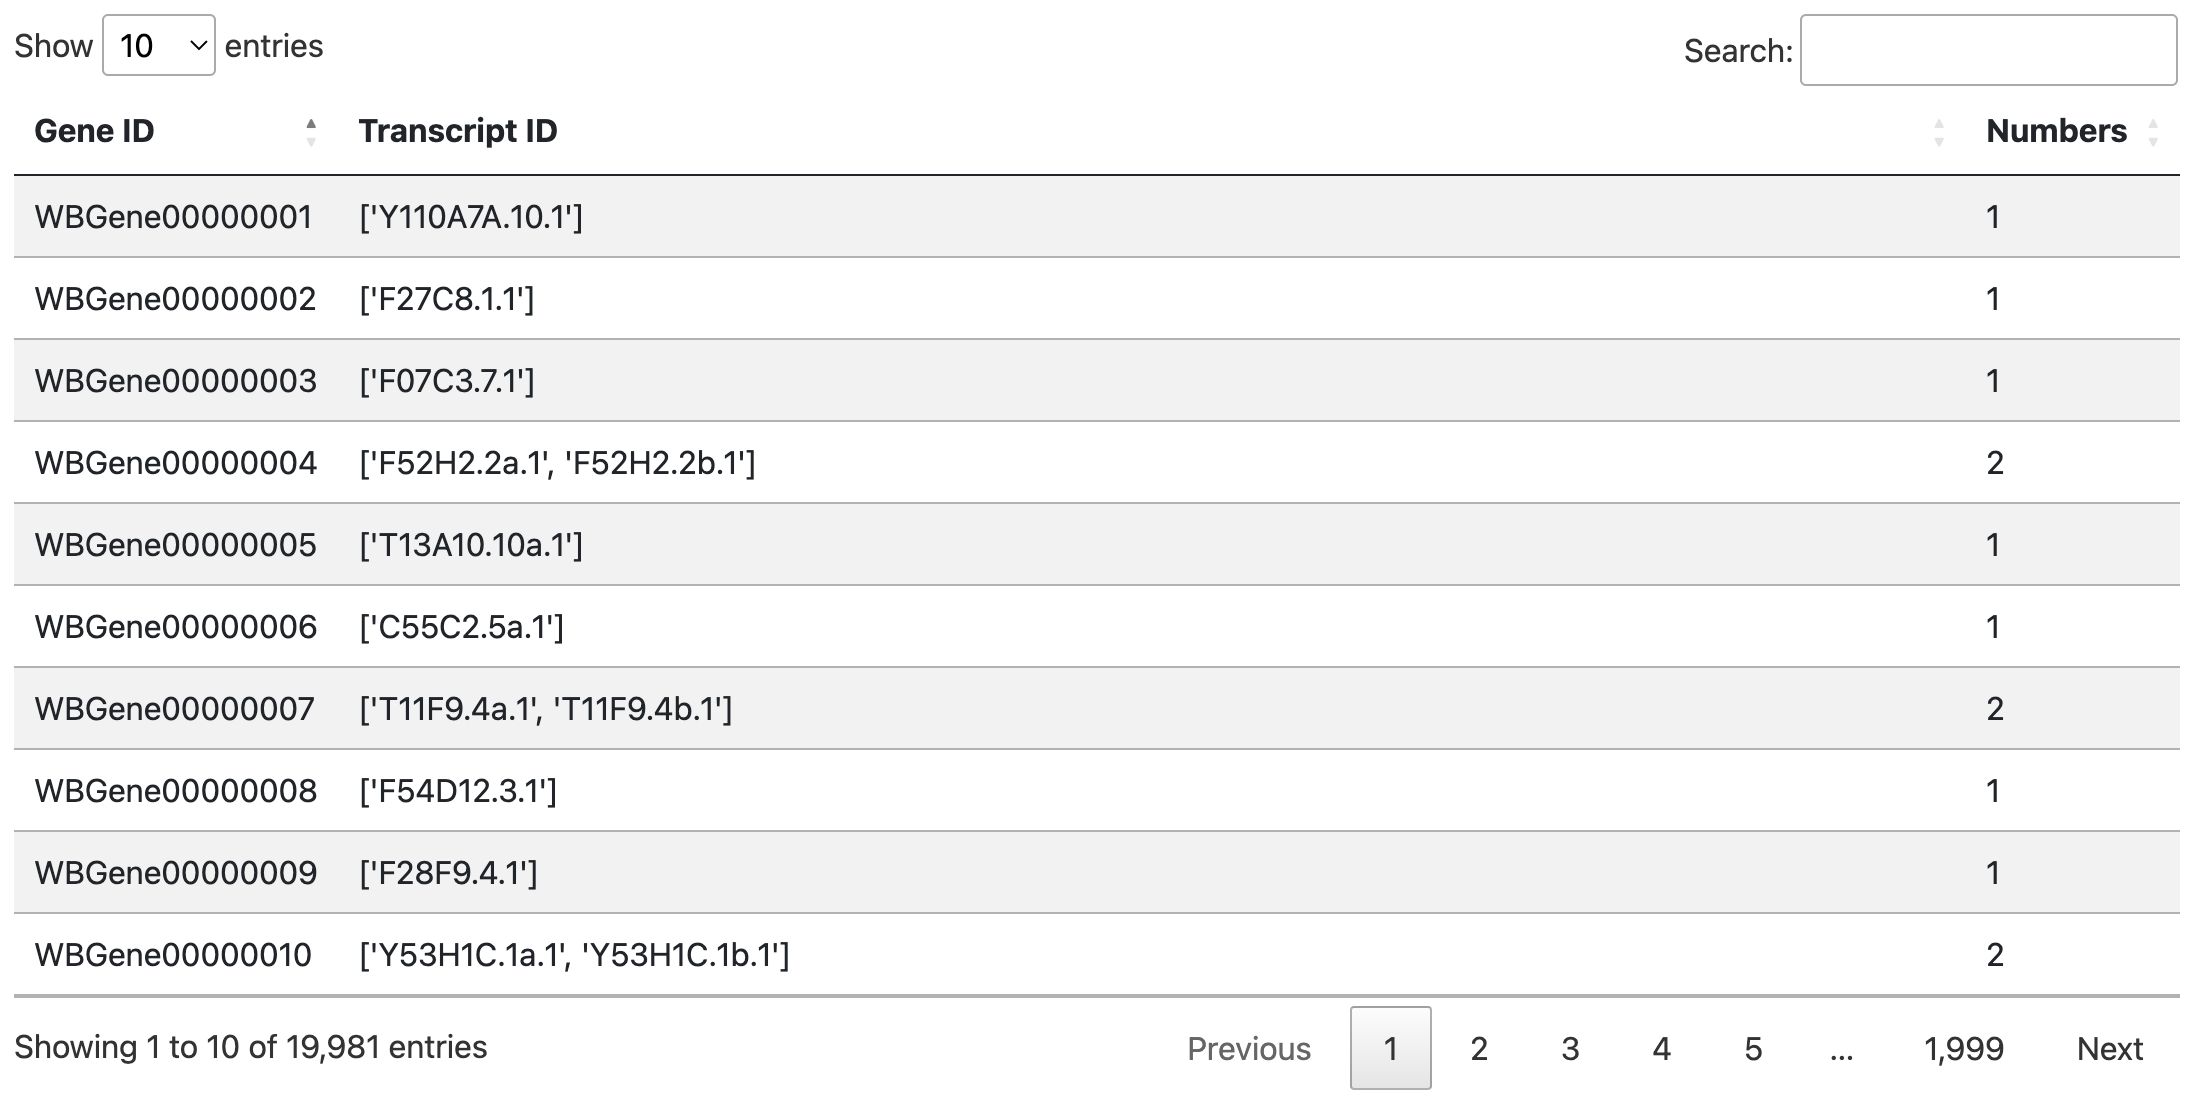 Show 10 entries Search:
Gene ID Transcript ID Numbers
WBGene00000001 ['Y110A7A.10.1'] 1
WBGene00000002 ['F27C8.1.1'] 1
WBGene00000003 ['F07C3.7.1'] 1
WBGene00000004 ['F52H2.2a.1', 'F52H2.2b.1'] 2
WBGene00000005 ['T13A10.10a.1'] 1
WBGene00000006 ['C55C2.5a.1'] 1
WBGene00000007 ['T11F9.4a.1', 'T11F9.4b.1'] 2
WBGene00000008 ['F54D12.3.1'] 1
WBGene00000009 ['F28F9.4.1'] 1
WBGene00000010 ['Y53H1C.1a.1', 'Y53H1C.1b.1'] 2
Showing 1 to 10 of 19,981 entries Previous 1 2 3 4 5 ... 1,999 Next